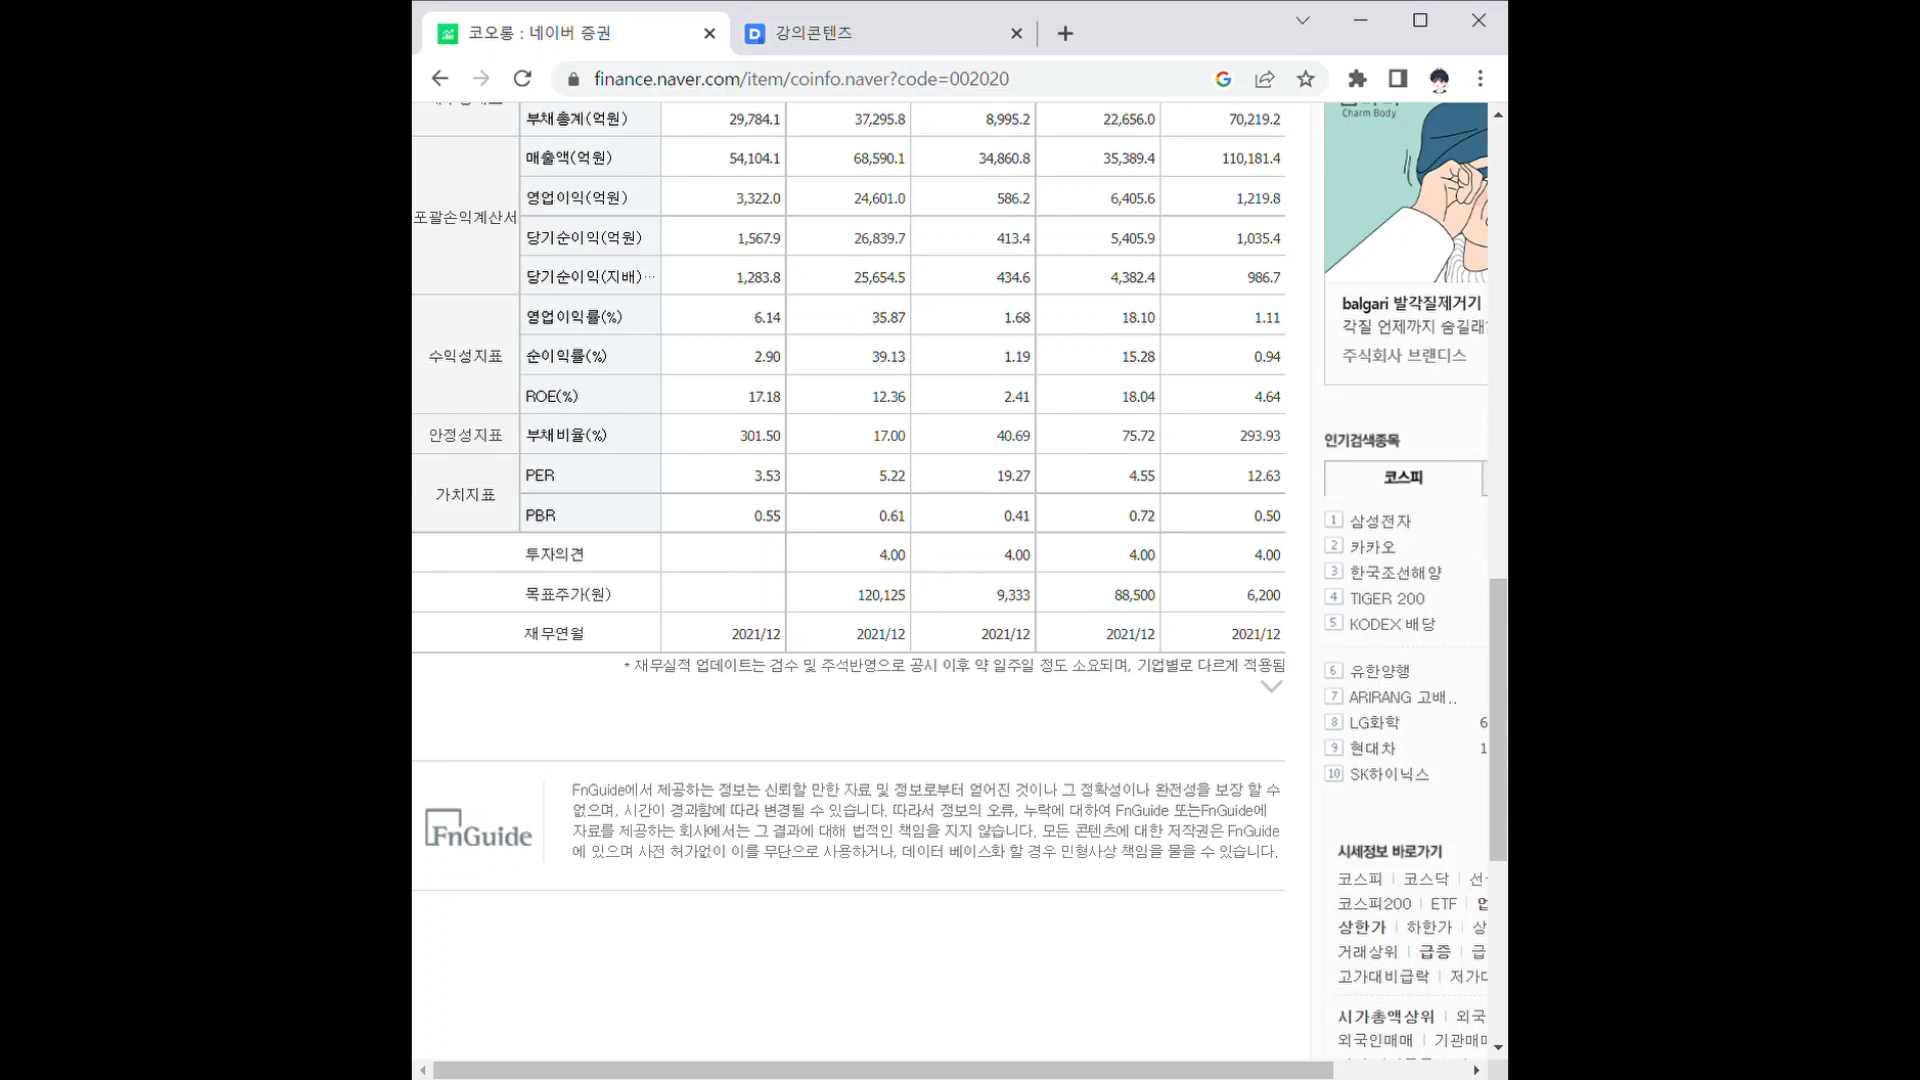 코오롱 : 네이버 증권
강의콘텐츠
finance.naver.com/item/coinfo.naver?code=002020
부채총계(억원) 29,784.1 37,295.8 8,995.2 22,656.0 70,219.2
매출액(억원) 54,104.1 68,590.1 34,860.8 35,389.4 110,181.4
영업이익(억원) 3,322.0 24,601.0 586.2 6,405.6 1,219.8
포괄손익계산서
당기순이익(억원) 1,567.9 26,839.7 413.4 5,405.9 1,035.4
당기순이익(지배)… 1,283.8 25,654.5 434.6 4,382.4 986.7
영업이익률(%) 6.14 35.87 1.68 18.10 1.11
수익성지표 순이익률(%) 2.90 39.13 1.19 15.28 0.94
ROE(%) 17.18 12.36 2.41 18.04 4.64
안정성지표 부채비율(%) 301.50 17.00 40.69 75.72 293.93
PER 3.53 5.22 19.27 4.55 12.63
가치지표
PBR 0.55 0.61 0.41 0.72 0.50
투자의견 4.00 4.00 4.00 4.00
목표주가(원) 120,125 9,333 88,500 6,200
재무연월 2021/12 2021/12 2021/12 2021/12 2021/12
* 재무실적 업데이트는 검수 및 주석반영으로 공시 이후 약 일주일 정도 소요되며, 기업별로 다르게 적용됨
FnGuide
FnGuide에서 제공하는 정보는 신뢰할 만한 자료 및 정보로부터 얻어진 것이나 그 정확성이나 완전성을 보장 할 수
없으며, 시간이 경과함에 따라 변경될 수 있습니다. 따라서 정보의 오류, 누락에 대하여 FnGuide 또는FnGuide에
자료를 제공하는 회사에서는 그 결과에 대해 법적인 책임을 지지 않습니다. 모든 콘텐츠에 대한 저작권은 FnGuide
에 있으며 사전 허가없이 이를 무단으로 사용하거나, 데이터 베이스화 할 경우 민형사상 책임을 물을 수 있습니다.
Charm Body
balgari 발각질제거기
각질 언제까지 숨길래?
주식회사 브랜디스
인기검색종목
코스피
1 삼성전자
2 카카오
3 한국조선해양
4 TIGER 200
5 KODEX 배당
6 유한양행
7 ARIRANG 고배..
8 LG화학 6
9 현대차 1
10 SK하이닉스
시세정보 바로가기
코스피 코스닥 선
코스피200 ETF 업
상한가 하한가 상
거래상위 급증 급
고가대비급락 저가대
시가총액상위 외국
외국인매매 기관매매